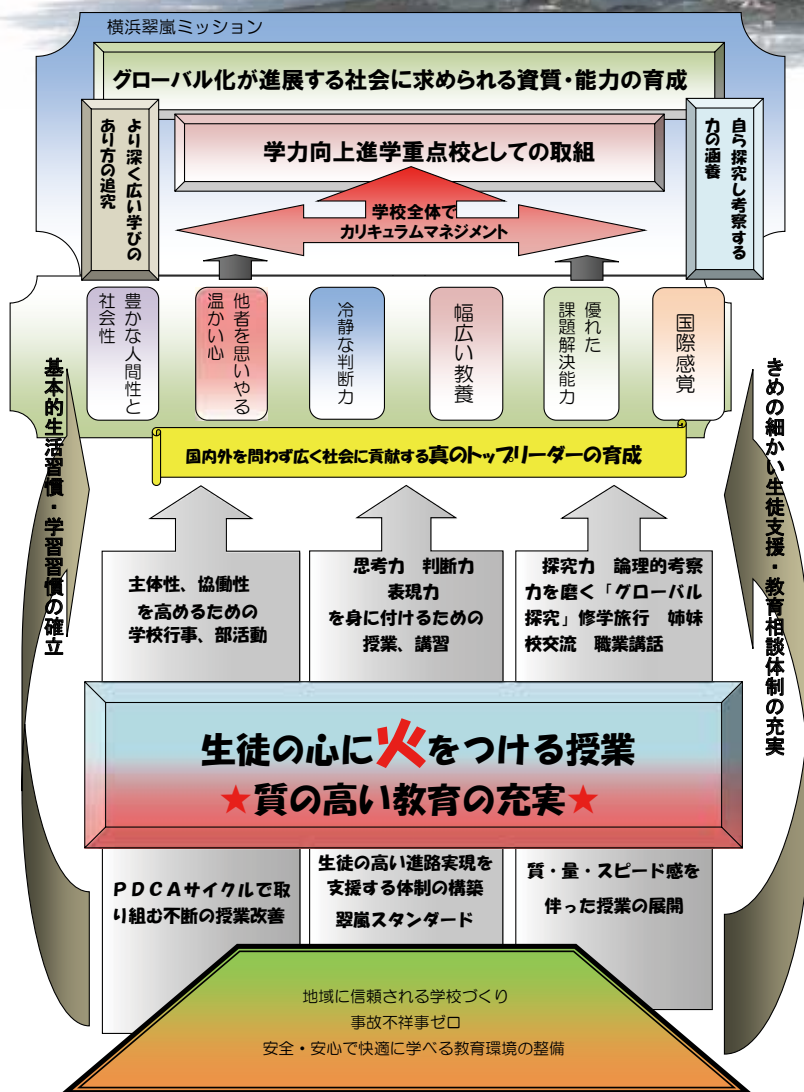 横浜翠嵐ミッション
グローバル化が進展する社会に求められる資質・能力の育成
より深く広い学びの
あり方の追究
学力向上進学重点校としての取組
自ら探究し考察する
力の涵養
学校全体で
カリキュラムマネジメント
豊かな人間性と
社会性
他者を思いやる
温かい心
冷静な判断力
幅広い教養
優れた
課題解決能力
国際感覚
基本的生活習慣・学習習慣の確立
きめの細かい生徒支援・教育相談体制の充実
国内外を問わず広く社会に貢献する真のトップリーダーの育成
主体性、協働性
を高めるための
学校行事、部活動
思考力 判断力
表現力
を身に付けるための
授業、講習
探究力 論理的考察
力を磨く「グローバル
探究」修学旅行 姉妹
校交流 職業講話
生徒の心に火をつける授業
★質の高い教育の充実★
PDCAサイクルで取
り組む不断の授業改善
生徒の高い進路実現を
支援する体制の構築
翠嵐スタンダード
質・量・スピード感を
伴った授業の展開
地域に信頼される学校づくり
事故不祥事ゼロ
安全・安心で快適に学べる教育環境の整備